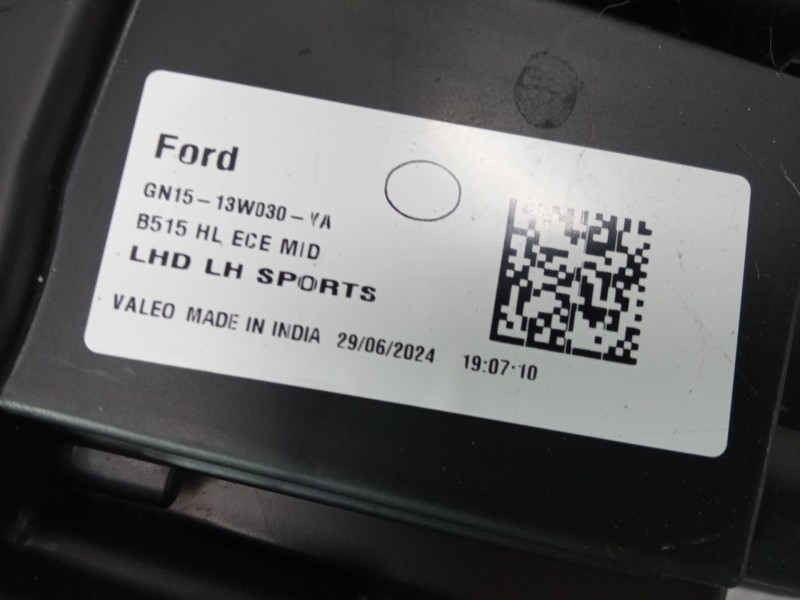 Ford
GN15-13W030-YA
B515 HL ECE MID
LHD LH SPORTS
VALEO MADE IN INDIA 29/06/2024 19:07:10